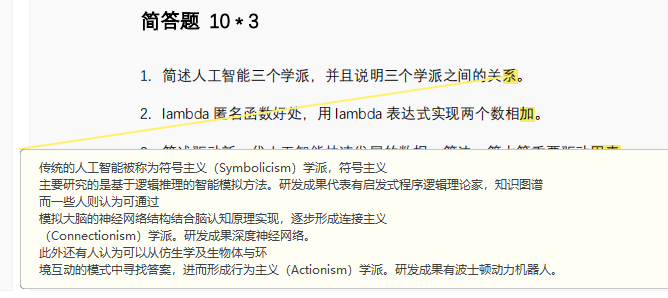 简答题 10 * 3
1. 简述人工智能三个学派，并且说明三个学派之间的关系。
2. lambda 匿名函数好处，用 lambda 表达式实现两个数相加。
传统的人工智能被称为符号主义（Symbolicism）学派，符号主义
主要研究的是基于逻辑推理的智能模拟方法。研发成果代表有启发式程序逻辑理论家，知识图谱
而一些人则认为可通过
模拟大脑的神经网络结构结合脑认知原理实现，逐步形成连接主义
（Connectionism）学派。研发成果深度神经网络。
此外还有人认为可以从仿生学及生物体与环
境互动的模式中寻找答案，进而形成行为主义（Actionism）学派。研发成果有波士顿动力机器人。